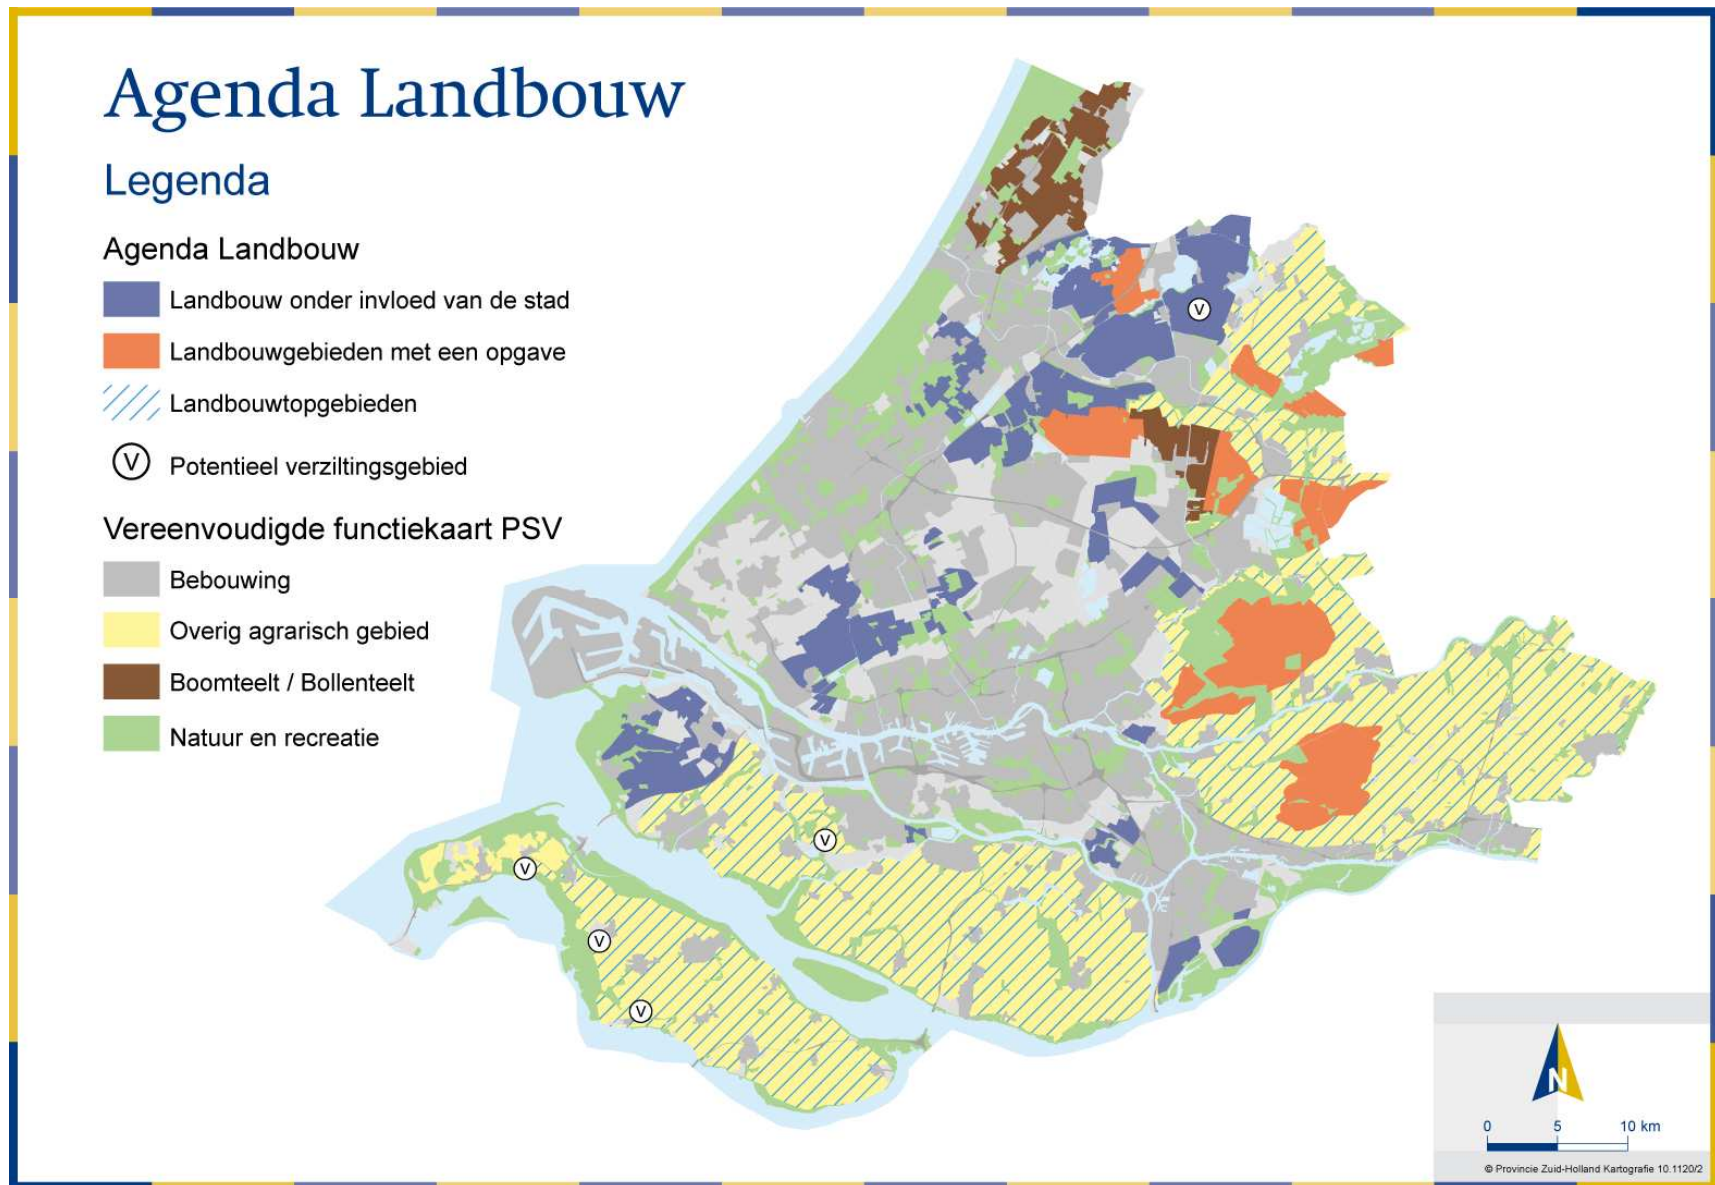 Agenda Landbouw
Legenda
Agenda Landbouw
Landbouw onder invloed van de stad
Landbouwgebieden met een opgave
Landbouwtopgebieden
V Potentieel verziltingsgebied
Vereenvoudigde functiekaart PSV
Bebouwing
Overig agrarisch gebied
Boomteelt / Bollenteelt
Natuur en recreatie
V
V
V
V
V
N
0 5 10 km
© Provincie Zuid-Holland Kartografie 10.1120/2